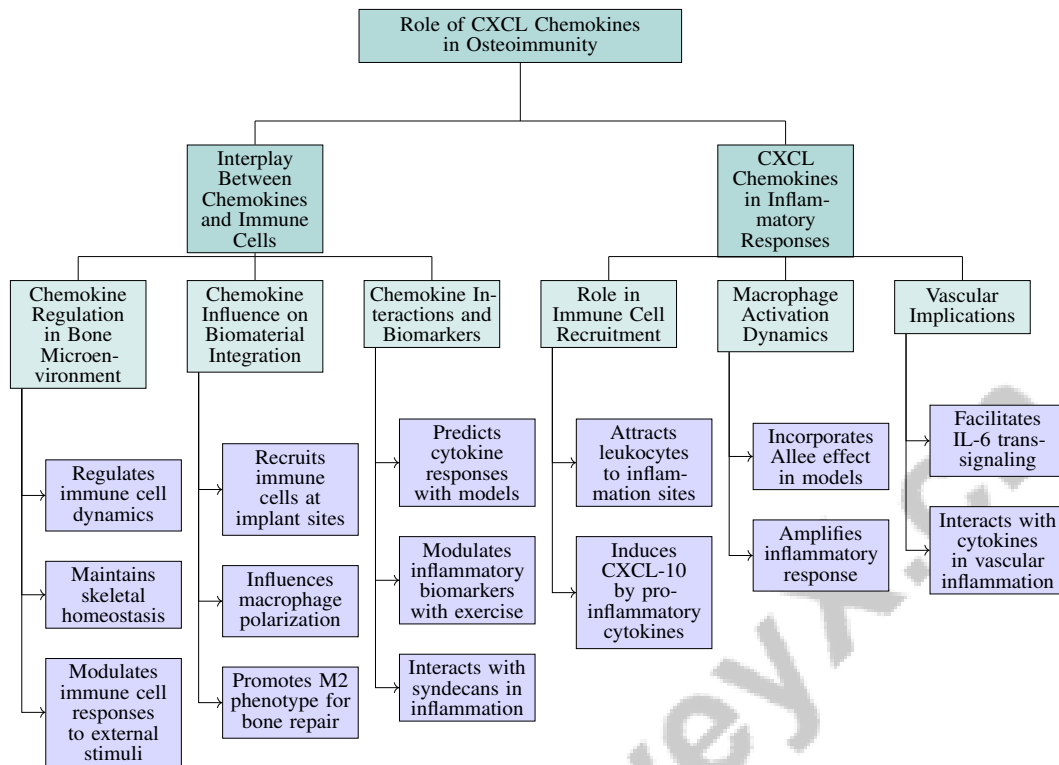 Role of CXCL Chemokines
in Osteoimmunity
Interplay
Between
Chemokines
and Immune
Cells
CXCL
Chemokines
in Inflam-
matory
Responses
Chemokine
Regulation
in Bone
Microen-
vironment
Chemokine
Influence on
Biomaterial
Integration
Chemokine In-
teractions and
Biomarkers
Role in
Immune Cell
Recruitment
Macrophage
Activation
Dynamics
Vascular
Implications
Regulates
immune cell
dynamics
Maintains
skeletal
homeostasis
Modulates
immune cell
responses
to external
stimuli
Recruits
immune
cells at
implant sites
Influences
macrophage
polarization
Promotes M2
phenotype for
bone repair
Predicts
cytokine
responses
with models
Modulates
inflammatory
biomarkers
with exercise
Interacts with
syndecans in
inflammation
Attracts
leukocytes
to inflam-
mation sites
Induces
CXCL-10
by pro-
inflammatory
cytokines
Incorporates
Allee effect
in models
Amplifies
inflammatory
response
Facilitates
IL-6 trans-
signaling
Interacts with
cytokines
in vascular
inflammation